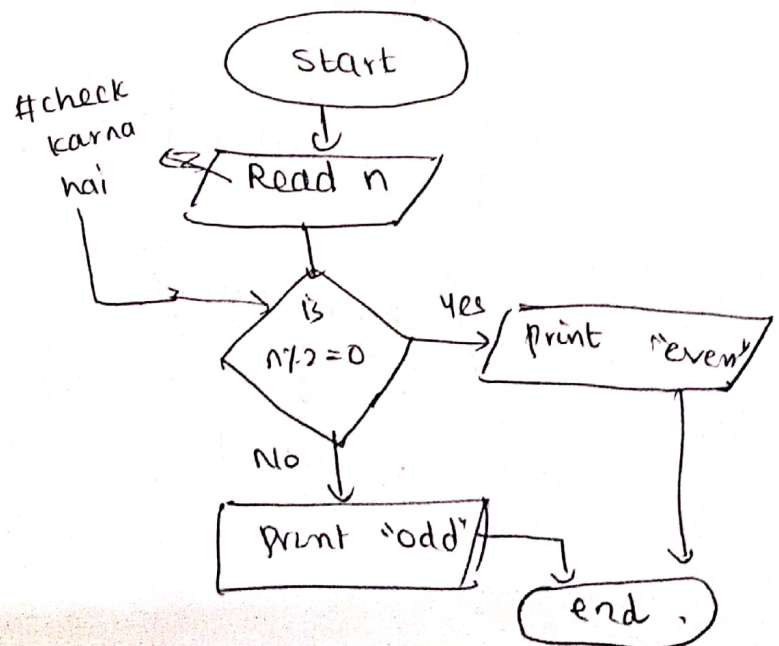 Start
#check
karna
hai
Read n
is
n%2=0
yes
print "even"
No
print "odd"
end.